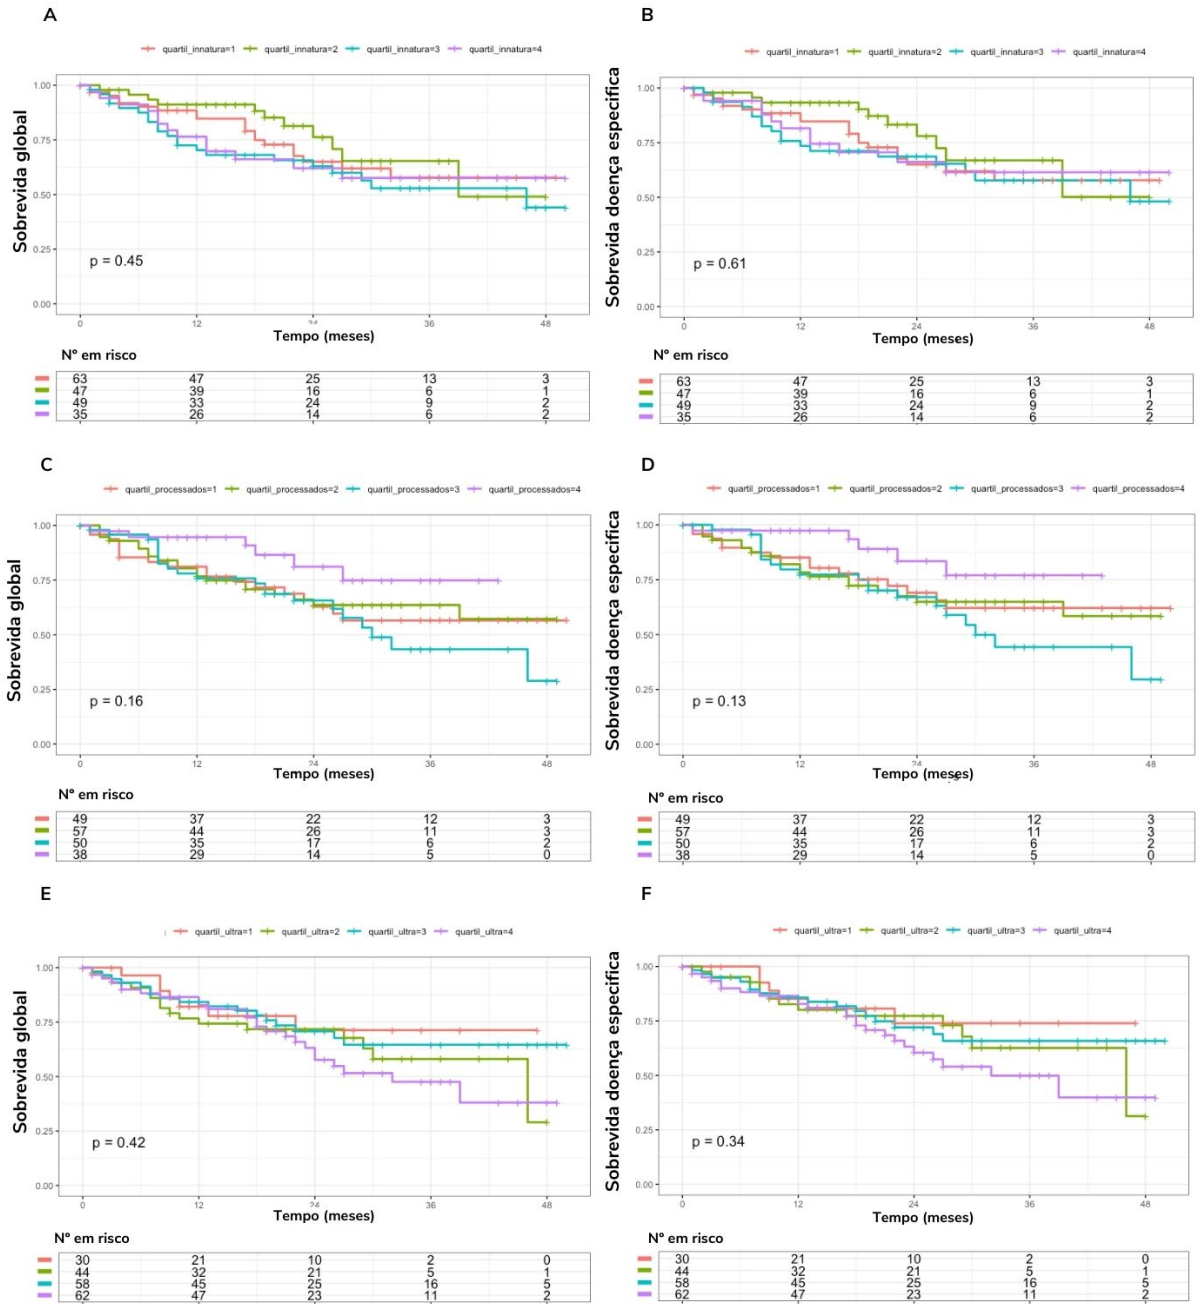 A
quartil_innatura=1 quartil_innatura=2 quartil_innatura=3 quartil_innatura=4
Sobrevida global
1.00
0.75
0.50
0.25
0.00
p = 0.45
0 12 24 36 48
Tempo (meses)
Nº em risco
63 47 25 13 3
47 39 16 6 1
49 33 24 9 2
35 26 14 6 2
B
quartil_innatura=1 quartil_innatura=2 quartil_innatura=3 quartil_innatura=4
Sobrevida doença especifica
1.00
0.75
0.50
0.25
0.00
p = 0.61
0 12 24 36 48
Tempo (meses)
Nº em risco
63 47 25 13 3
47 39 16 6 1
49 33 24 9 2
35 26 14 6 2
C
quartil_processados=1 quartil_processados=2 quartil_processados=3 quartil_processados=4
Sobrevida global
1.00
0.75
0.50
0.25
0.00
p = 0.16
0 12 24 36 48
Tempo (meses)
Nº em risco
49 37 22 12 3
57 44 26 11 3
50 35 17 6 2
38 29 14 5 0
D
quartil_processados=1 quartil_processados=2 quartil_processados=3 quartil_processados=4
Sobrevida doença especifica
1.00
0.75
0.50
0.25
0.00
p = 0.13
0 12 24 36 48
Tempo (meses)
Nº em risco
49 37 22 12 3
57 44 26 11 3
50 35 17 6 2
38 29 14 5 0
E
quartil_ultra=1 quartil_ultra=2 quartil_ultra=3 quartil_ultra=4
Sobrevida global
1.00
0.75
0.50
0.25
0.00
p = 0.42
0 12 24 36 48
Tempo (meses)
Nº em risco
30 21 10 2 0
44 32 21 5 1
58 45 25 16 5
62 47 23 11 2
F
quartil_ultra=1 quartil_ultra=2 quartil_ultra=3 quartil_ultra=4
Sobrevida doença especifica
1.00
0.75
0.50
0.25
0.00
p = 0.34
0 12 24 36 48
Tempo (meses)
Nº em risco
30 21 10 2 0
44 32 21 5 1
58 45 25 16 5
62 47 23 11 2